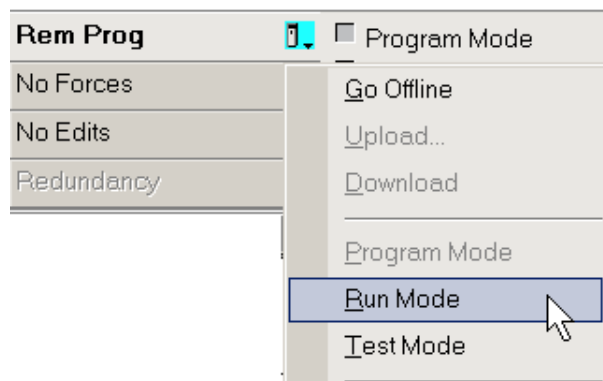 Rem Prog
Program Mode
No Forces
No Edits
Redundancy
Go Offline
Upload...
Download
Program Mode
Run Mode
Test Mode